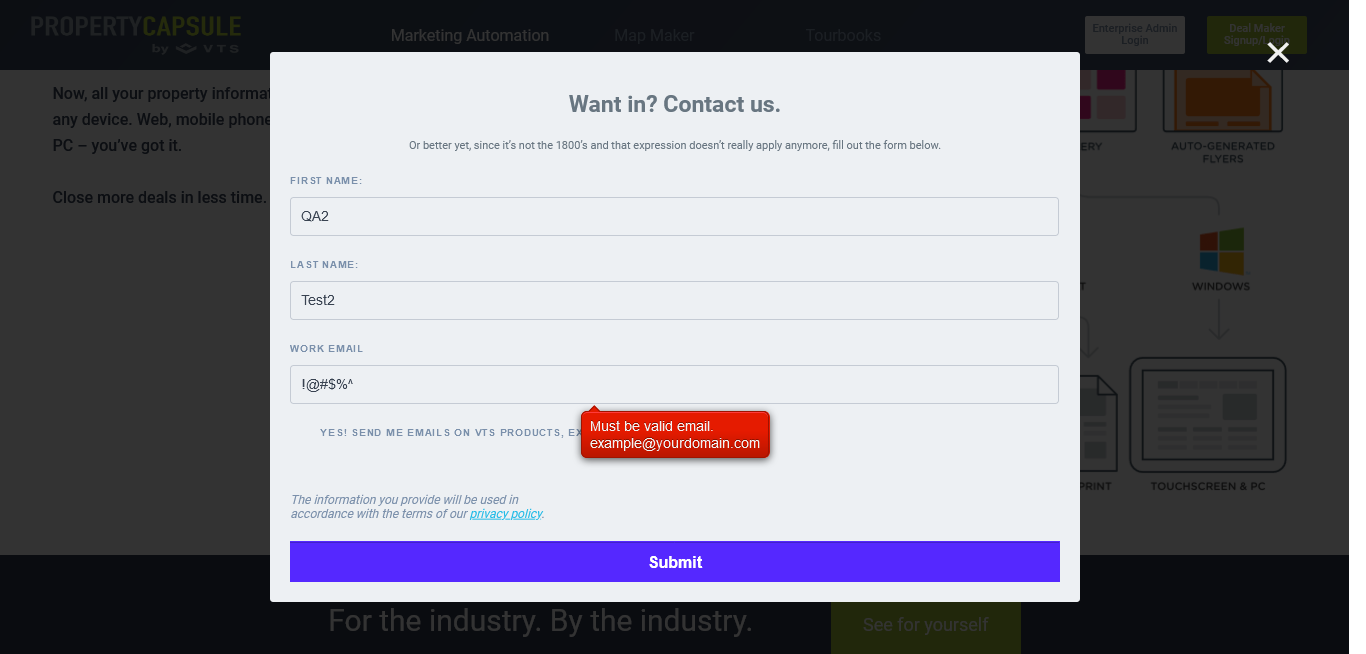 PROPERTYCAPSULE
by VTS
Marketing Automation
Map Maker
Tourbooks
Enterprise Admin
Login
Deal Maker
Signup/Login
Now, all your property informa
any device. Web, mobile phone
PC – you’ve got it.
Close more deals in less time.
Want in? Contact us.
Or better yet, since it’s not the 1800’s and that expression doesn’t really apply anymore, fill out the form below.
FIRST NAME:
QA2
LAST NAME:
Test2
WORK EMAIL
!@#$%^
Must be valid email.
example@yourdomain.com
YES! SEND ME EMAILS ON VTS PRODUCTS, EX
The information you provide will be used in
accordance with the terms of our privacy policy.
Submit
ERY
AUTO-GENERATED
FLYERS
T
WINDOWS
PRINT
TOUCHSCREEN & PC
For the industry. By the industry.
See for yourself